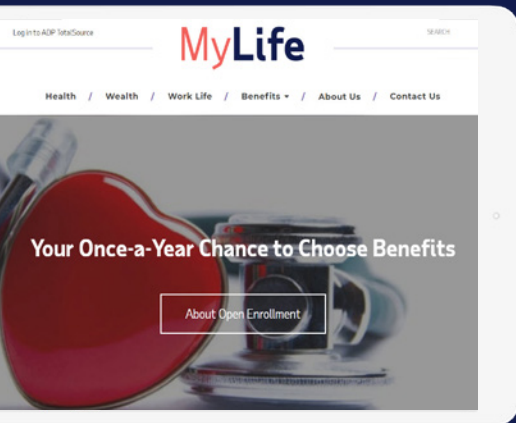 Log in to ADP TotalSource
SEARCH
MyLife
Health / Wealth / Work Life / Benefits / About Us / Contact Us
Your Once-a-Year Chance to Choose Benefits
About Open Enrollment